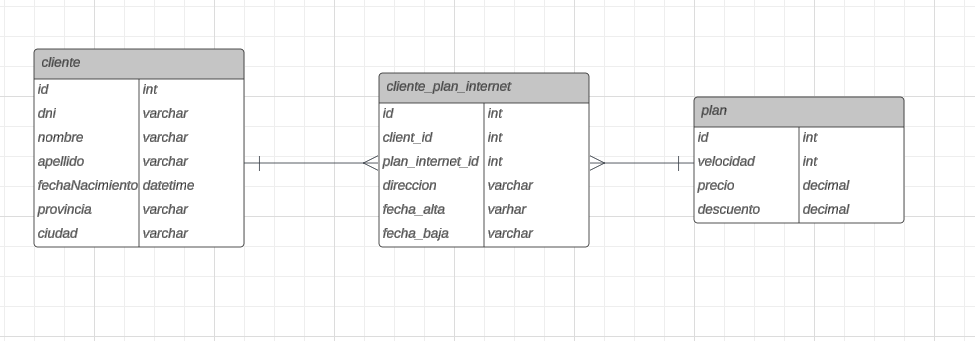 cliente
id int
dni varchar
nombre varchar
apellido varchar
fechaNacimiento datetime
provincia varchar
ciudad varchar
cliente_plan_internet
id int
client_id int
plan_internet_id int
direccion varchar
fecha_alta varhar
fecha_baja varchar
plan
id int
velocidad int
precio decimal
descuento decimal